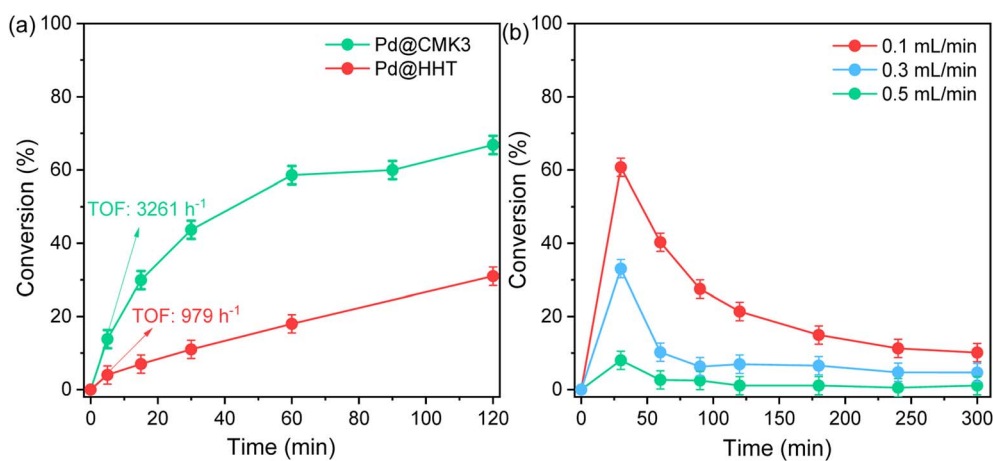 (a)
100
80
60
40
20
0
Conversion (%)
Pd@CMK3
Pd@HHT
TOF: 3261 h⁻¹
TOF: 979 h⁻¹
0 20 40 60 80 100 120
Time (min)
(b)
100
80
60
40
20
0
Conversion (%)
0.1 mL/min
0.3 mL/min
0.5 mL/min
0 50 100 150 200 250 300
Time (min)